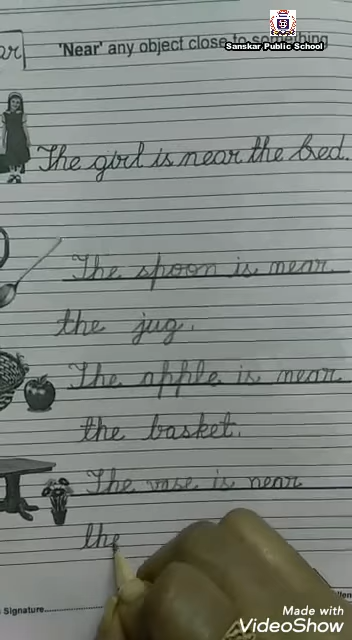 Sanskar Public School
'Near' any object close to something
The girl is near the bed.
The spoon is near
the jug.
The apple is near
the basket.
The vase is near
the
Signature
Made with
VideoShow